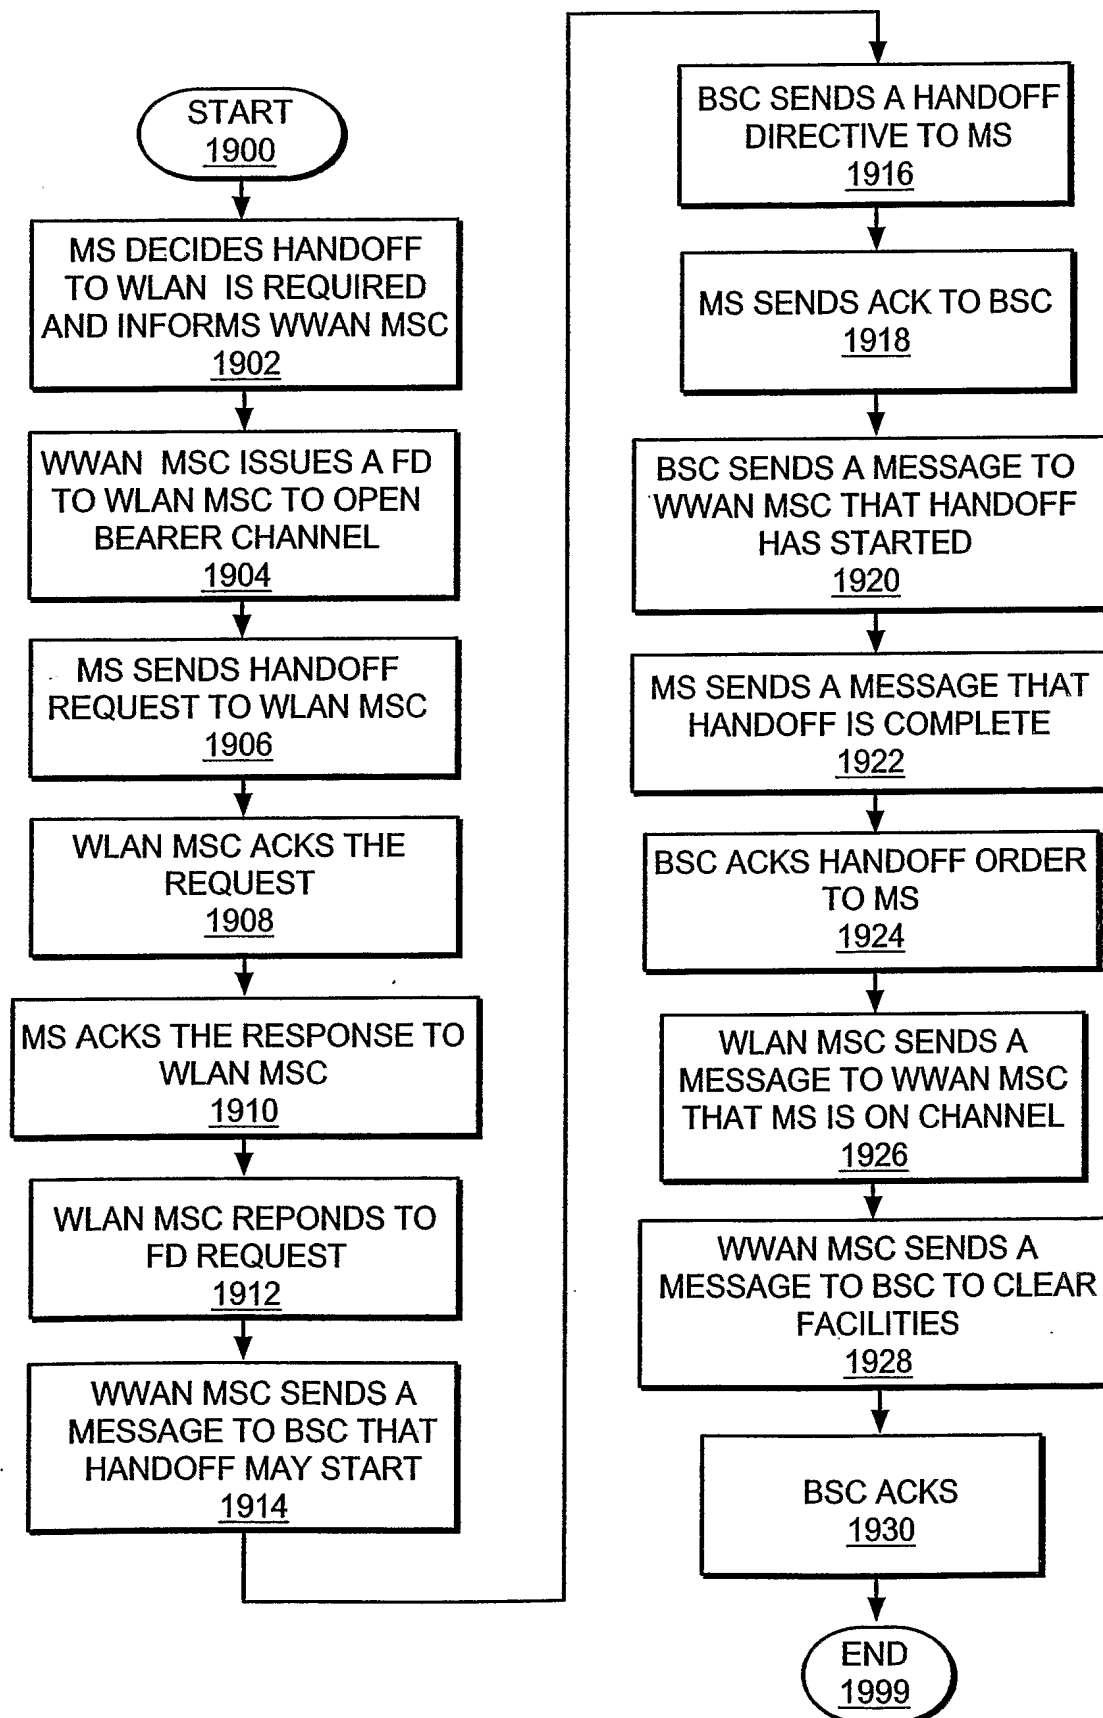 START
1900
MS DECIDES HANDOFF
TO WLAN IS REQUIRED
AND INFORMS WWAN MSC
1902
WWAN MSC ISSUES A FD
TO WLAN MSC TO OPEN
BEARER CHANNEL
1904
MS SENDS HANDOFF
REQUEST TO WLAN MSC
1906
WLAN MSC ACKS THE
REQUEST
1908
MS ACKS THE RESPONSE TO
WLAN MSC
1910
WLAN MSC REPONDS TO
FD REQUEST
1912
WWAN MSC SENDS A
MESSAGE TO BSC THAT
HANDOFF MAY START
1914
BSC SENDS A HANDOFF
DIRECTIVE TO MS
1916
MS SENDS ACK TO BSC
1918
BSC SENDS A MESSAGE TO
WWAN MSC THAT HANDOFF
HAS STARTED
1920
MS SENDS A MESSAGE THAT
HANDOFF IS COMPLETE
1922
BSC ACKS HANDOFF ORDER
TO MS
1924
WLAN MSC SENDS A
MESSAGE TO WWAN MSC
THAT MS IS ON CHANNEL
1926
WWAN MSC SENDS A
MESSAGE TO BSC TO CLEAR
FACILITIES
1928
BSC ACKS
1930
END
1999